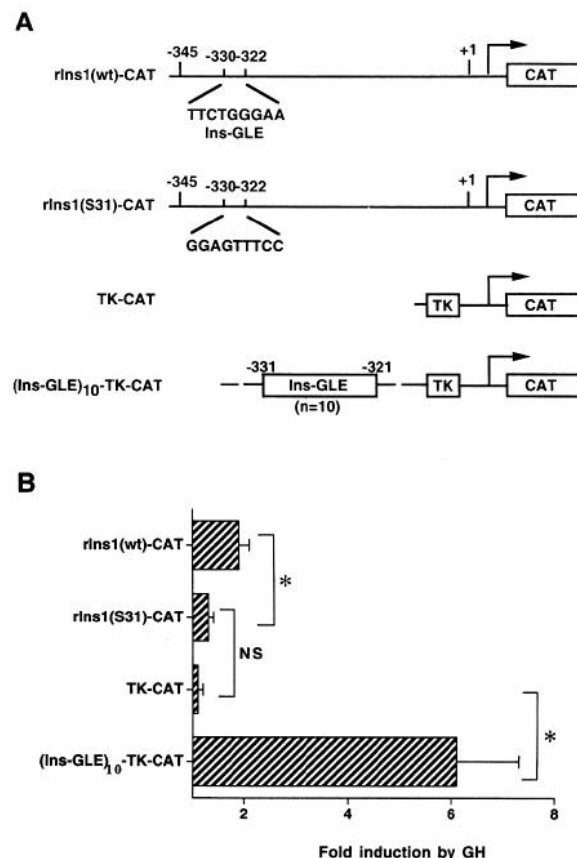 A
-345 -330 -322 +1
rIns1(wt)-CAT CAT
TTCTGGGAA
Ins-GLE
-345 -330 -322 +1
rIns1(S31)-CAT CAT
GGAGTTTCC
TK-CAT TK CAT
-331 -321
(Ins-GLE)10-TK-CAT Ins-GLE TK CAT
(n=10)
B
rIns1(wt)-CAT
*
rIns1(S31)-CAT
NS
TK-CAT
*
(Ins-GLE)10-TK-CAT
2 4 6 8
Fold induction by GH